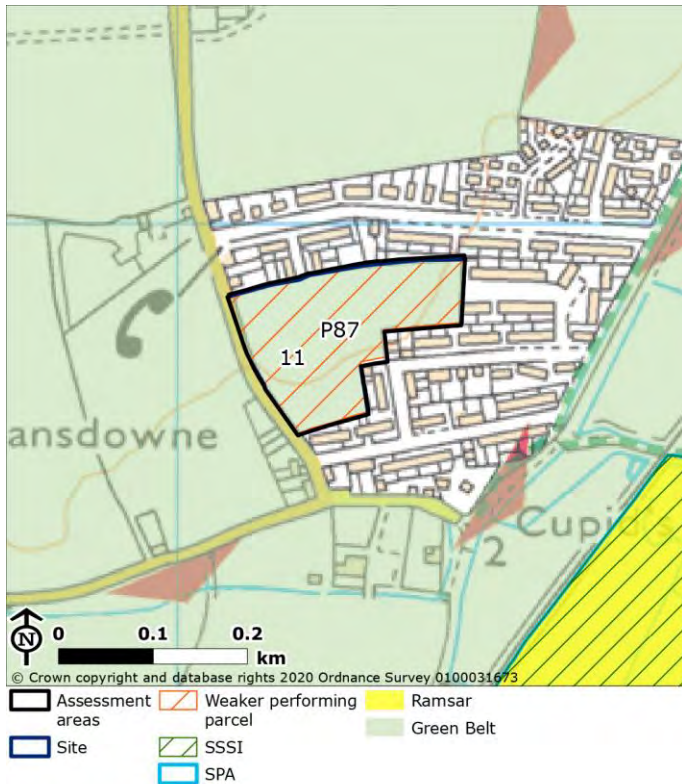 P87
11
ansdowne
Cupid's
2
N
0 0.1 0.2
km
© Crown copyright and database rights 2020 Ordnance Survey 0100031673
Assessment areas
Weaker performing parcel
Ramsar
Green Belt
Site
SSSI
SPA